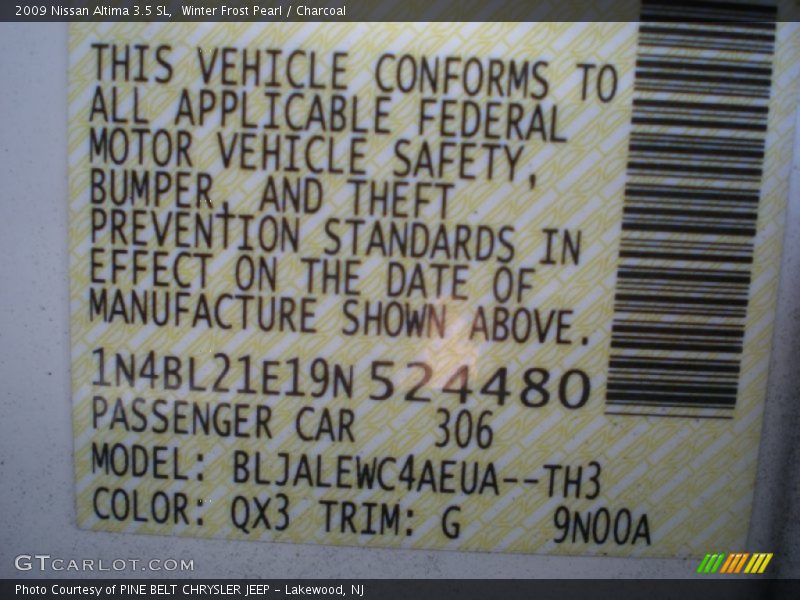 2009 Nissan Altima 3.5 SL,  Winter Frost Pearl / Charcoal
THIS VEHICLE CONFORMS TO
ALL APPLICABLE FEDERAL
MOTOR VEHICLE SAFETY,
BUMPER, AND THEFT
PREVENTION STANDARDS IN
EFFECT ON THE DATE OF
MANUFACTURE SHOWN ABOVE.
1N4BL21E19N524480
PASSENGER CAR 306
MODEL: BLJALEWC4AEUA--TH3
COLOR: QX3 TRIM: G 9N00A
GTCARLOT.COM
Photo Courtesy of PINE BELT CHRYSLER JEEP - Lakewood, NJ